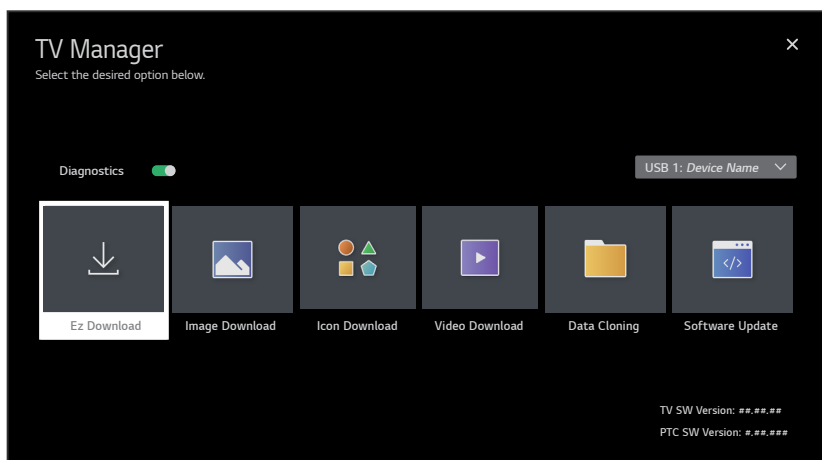 TV Manager
Select the desired option below.
Diagnostics
USB 1: Device Name
Ez Download
Image Download
Icon Download
Video Download
Data Cloning
Software Update
</>
TV SW Version: ##.##.##
PTC SW Version: #.##.###